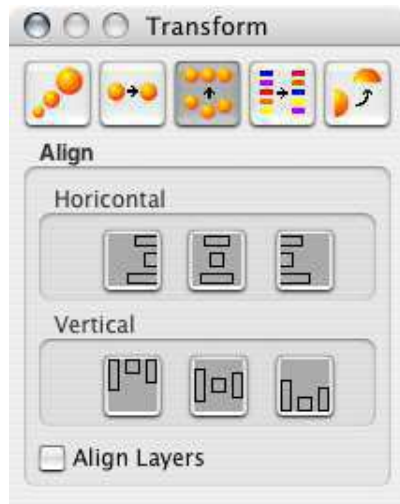 Transform
Align
Horicontal
Vertical
Align Layers